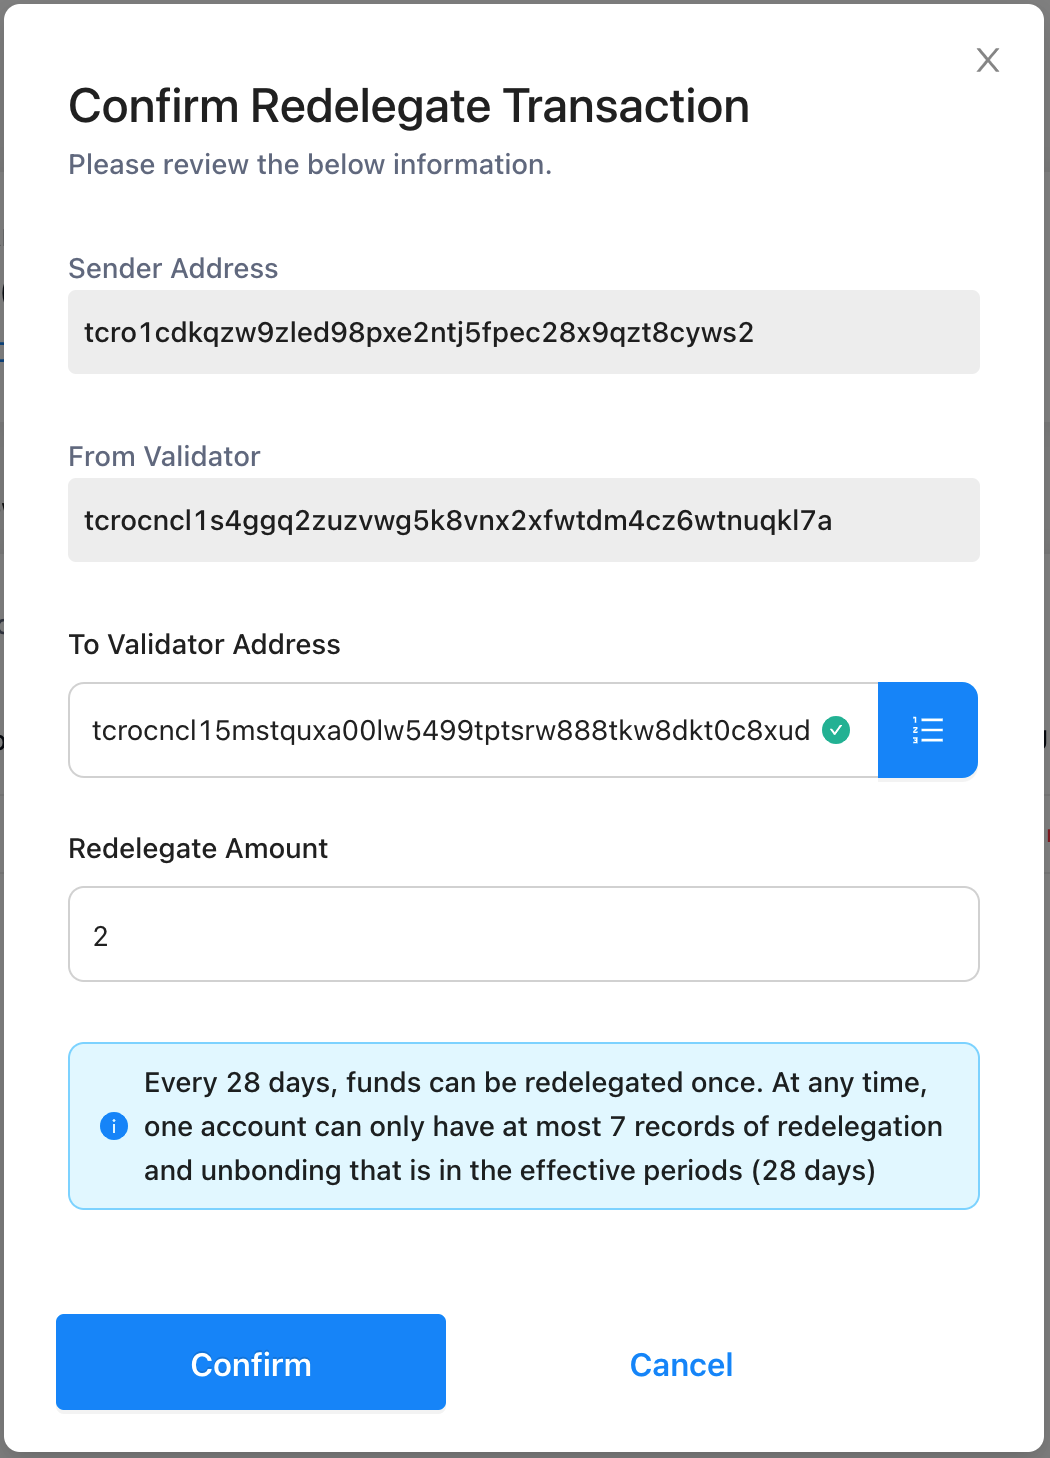 Confirm Redelegate Transaction
Please review the below information.
Sender Address
tcro1cdkqzw9zled98pxe2ntj5fpec28x9qzt8cyws2
From Validator
tcrocncl1s4ggq2zuzvwg5k8vnx2xfwtdm4cz6wtnuqkl7a
To Validator Address
tcrocncl15mstquxa00lw5499tptsrw888tkw8dkt0c8xud
Redelegate Amount
2
Every 28 days, funds can be redelegated once. At any time,
one account can only have at most 7 records of redelegation
and unbonding that is in the effective periods (28 days)
Confirm
Cancel